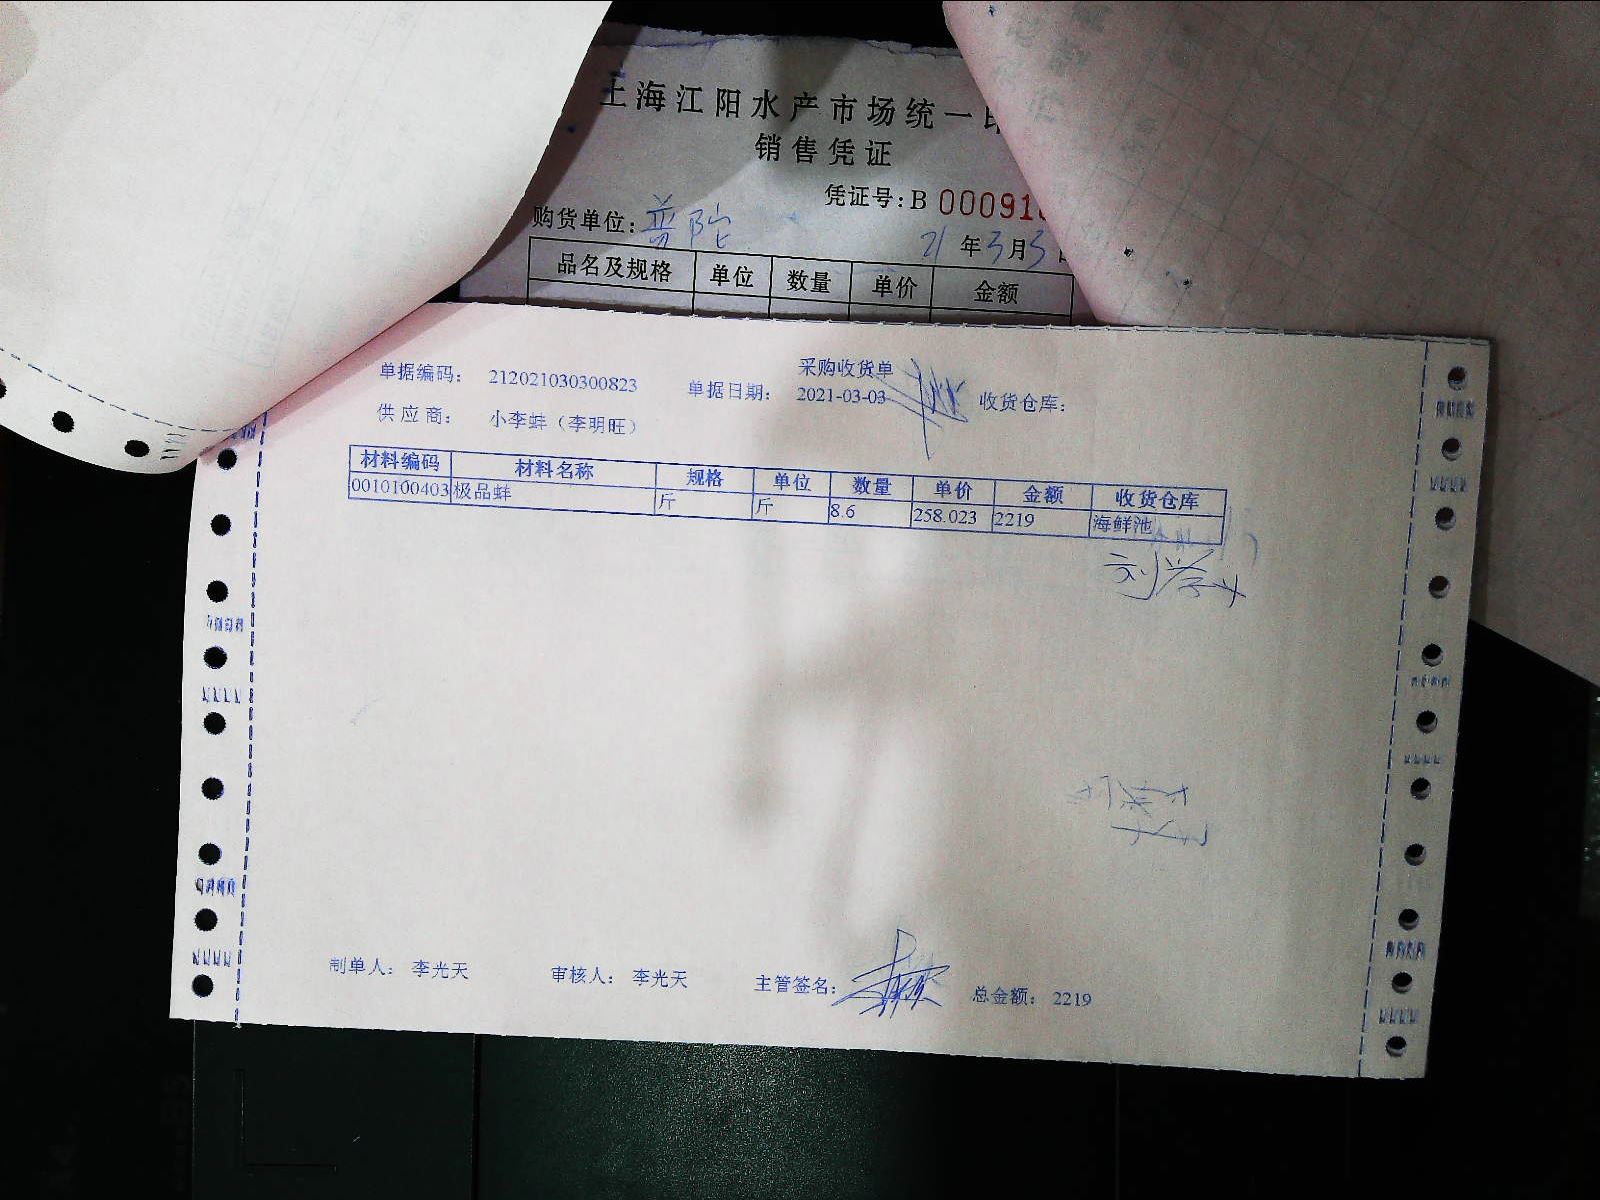 上海江阳水产市场统一
销售凭证
凭证号:B 00091
购货单位:普陀
21 年3月3
品名及规格 单位 数量 单价 金额
采购收货单
单据编码: 212021030300823 单据日期: 2021-03-03 收货仓库:
供应商: 小李蚌（李明旺）
材料编码 材料名称 规格 单位 数量 单价 金额 收货仓库
0010100403 极品蚌 斤 斤 8.6 258.023 2219 海鲜池
制单人: 李光天 审核人: 李光天 主管签名: 总金额: 2219